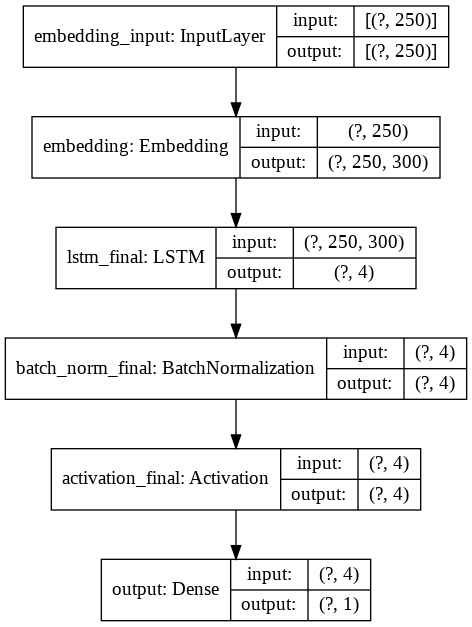 embedding_input: InputLayer
input: [(?, 250)]
output: [(?, 250)]
embedding: Embedding
input: (?, 250)
output: (?, 250, 300)
lstm_final: LSTM
input: (?, 250, 300)
output: (?, 4)
batch_norm_final: BatchNormalization
input: (?, 4)
output: (?, 4)
activation_final: Activation
input: (?, 4)
output: (?, 4)
output: Dense
input: (?, 4)
output: (?, 1)